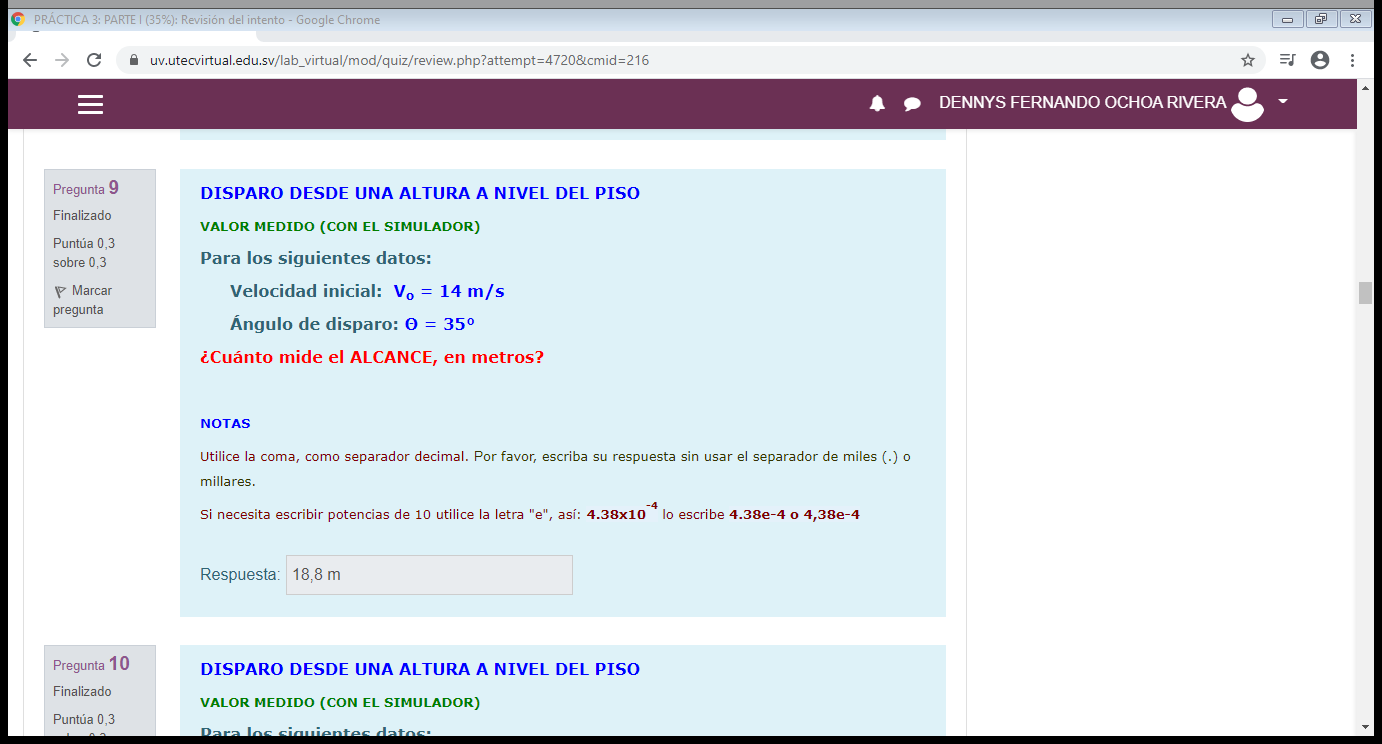 PRÁCTICA 3: PARTE I (35%): Revisión del intento - Google Chrome
uv.utecvirtual.edu.sv/lab_virtual/mod/quiz/review.php?attempt=4720&cmid=216
DENNYS FERNANDO OCHOA RIVERA
Pregunta 9
Finalizado
Puntúa 0,3
sobre 0,3
Marcar
pregunta
DISPARO DESDE UNA ALTURA A NIVEL DEL PISO
VALOR MEDIDO (CON EL SIMULADOR)
Para los siguientes datos:
Velocidad inicial: Vo = 14 m/s
Ángulo de disparo: Θ = 35º
¿Cuánto mide el ALCANCE, en metros?
NOTAS
Utilice la coma, como separador decimal. Por favor, escriba su respuesta sin usar el separador de miles (.) o
millares.
Si necesita escribir potencias de 10 utilice la letra "e", así: 4.38x10-4 lo escribe 4.38e-4 o 4,38e-4
Respuesta: 18,8 m
Pregunta 10
Finalizado
Puntúa 0,3
DISPARO DESDE UNA ALTURA A NIVEL DEL PISO
VALOR MEDIDO (CON EL SIMULADOR)
Para los siguientes datos: